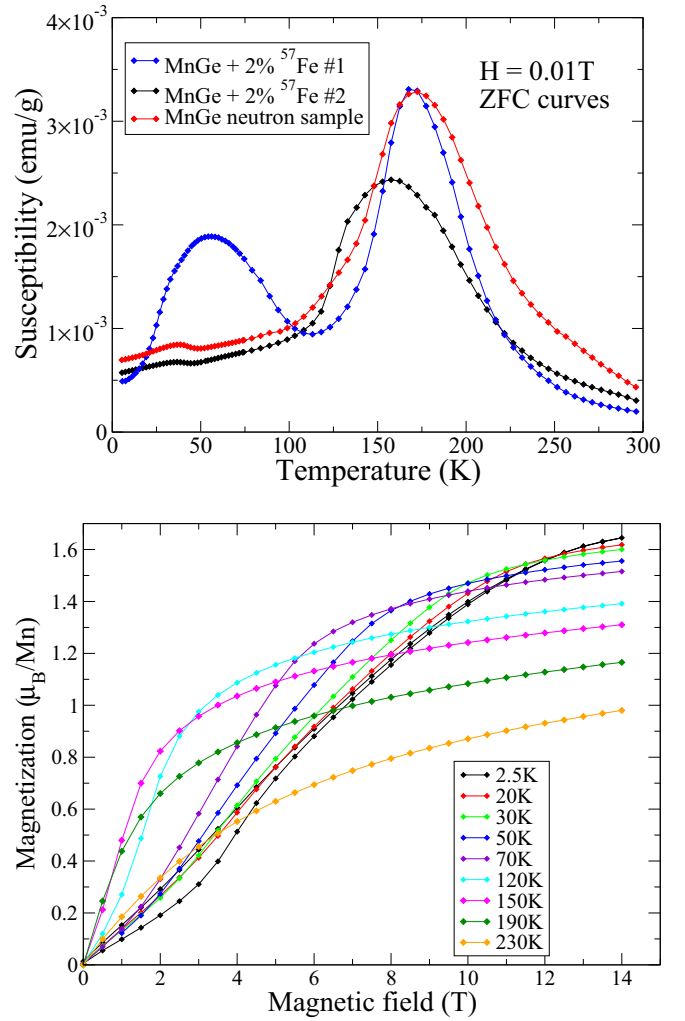 4×10⁻³
3×10⁻³
2×10⁻³
1×10⁻³
0
Susceptibility (emu/g)
MnGe + 2% ⁵⁷Fe #1
MnGe + 2% ⁵⁷Fe #2
MnGe neutron sample
H = 0.01T
ZFC curves
0 50 100 150 200 250 300
Temperature (K)
1.6
1.4
1.2
1
0.8
0.6
0.4
0.2
0
Magnetization (μ_B/Mn)
2.5K
20K
30K
50K
70K
120K
150K
190K
230K
0 2 4 6 8 10 12 14
Magnetic field (T)